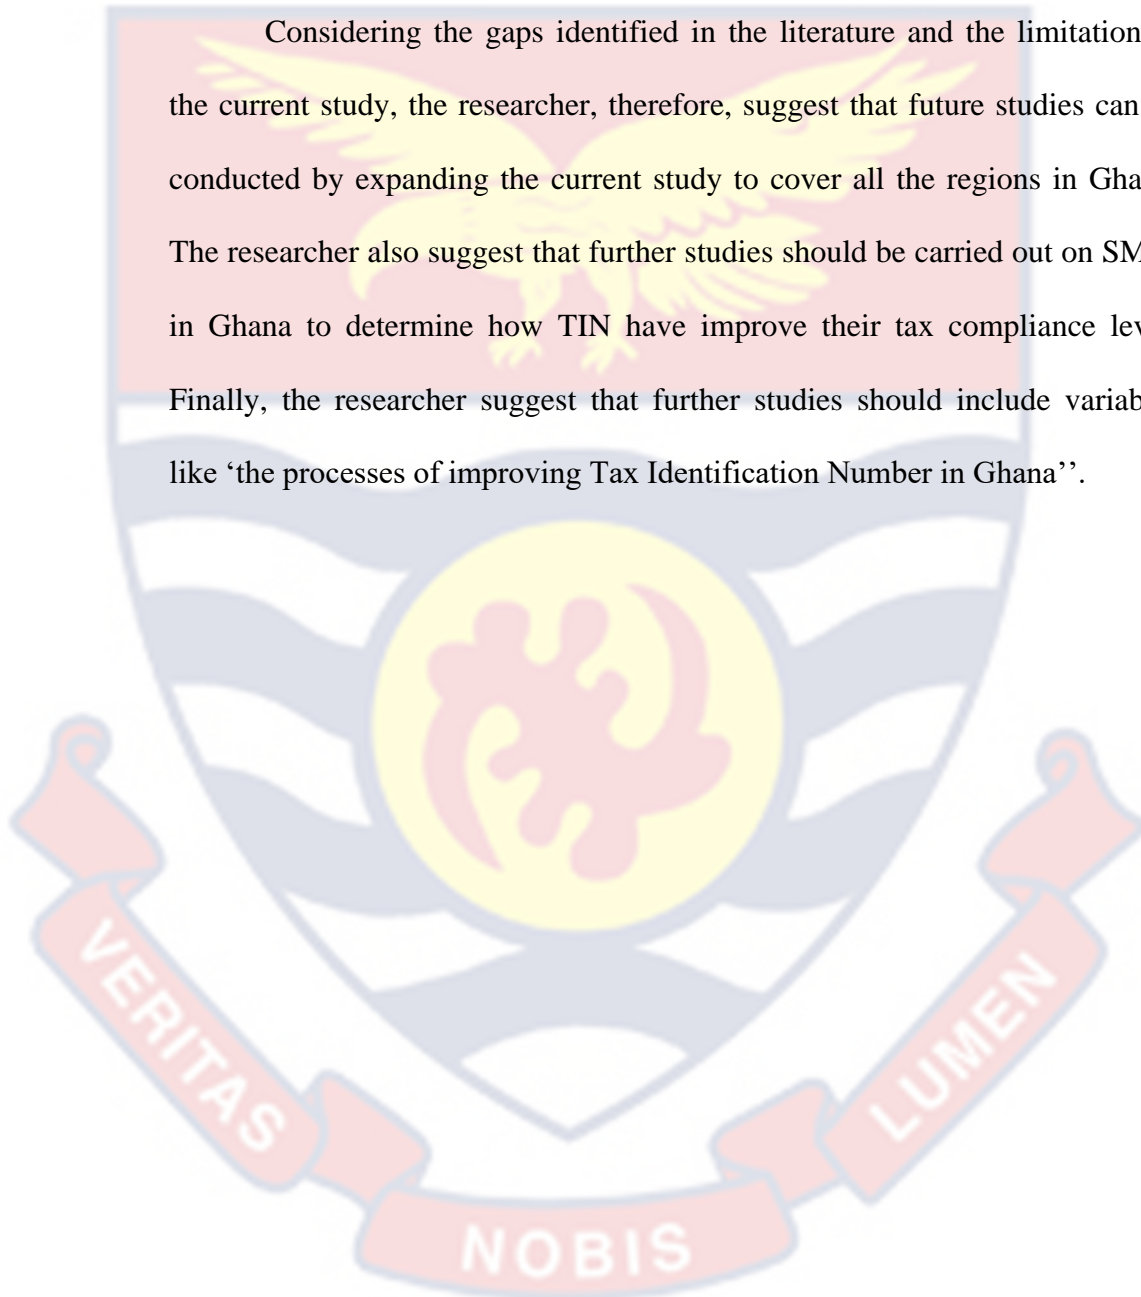 Considering the gaps identified in the literature and the limitation
the current study, the researcher, therefore, suggest that future studies can
conducted by expanding the current study to cover all the regions in Gha
The researcher also suggest that further studies should be carried out on SM
in Ghana to determine how TIN have improve their tax compliance lev
Finally, the researcher suggest that further studies should include variab
like ‘the processes of improving Tax Identification Number in Ghana’’.
VERITAS
NOBIS
LUMEN